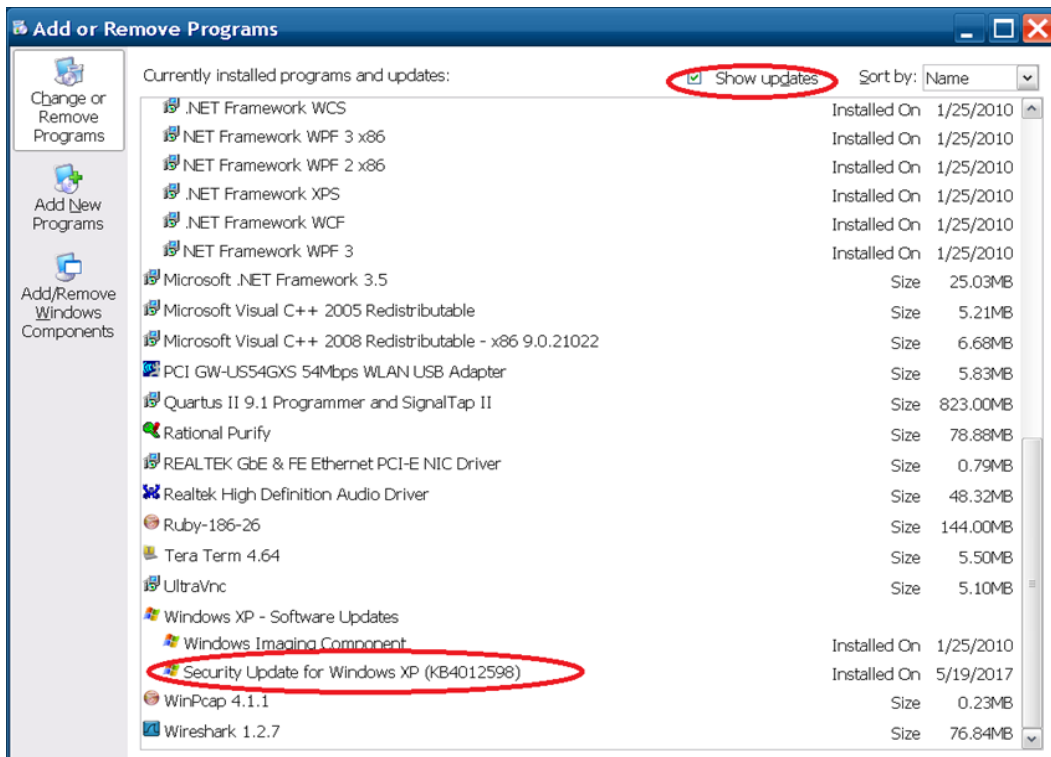 Add or Remove Programs
Change or
Remove
Programs
Add New
Programs
Add/Remove
Windows
Components
Currently installed programs and updates:
Show updates
Sort by: Name
.NET Framework WCS Installed On 1/25/2010
NET Framework WPF 3 x86 Installed On 1/25/2010
NET Framework WPF 2 x86 Installed On 1/25/2010
.NET Framework XPS Installed On 1/25/2010
.NET Framework WCF Installed On 1/25/2010
NET Framework WPF 3 Installed On 1/25/2010
Microsoft .NET Framework 3.5 Size 25.03MB
Microsoft Visual C++ 2005 Redistributable Size 5.21MB
Microsoft Visual C++ 2008 Redistributable - x86 9.0.21022 Size 6.68MB
PCI GW-US54GXS 54Mbps WLAN USB Adapter Size 5.83MB
Quartus II 9.1 Programmer and SignalTap II Size 823.00MB
Rational Purify Size 78.88MB
REALTEK GbE & FE Ethernet PCI-E NIC Driver Size 0.79MB
Realtek High Definition Audio Driver Size 48.32MB
Ruby-186-26 Size 144.00MB
Tera Term 4.64 Size 5.50MB
UltraVnc Size 5.10MB
Windows XP - Software Updates
Windows Imaging Component Installed On 1/25/2010
Security Update for Windows XP (KB4012598) Installed On 5/19/2017
WinPcap 4.1.1 Size 0.23MB
Wireshark 1.2.7 Size 76.84MB